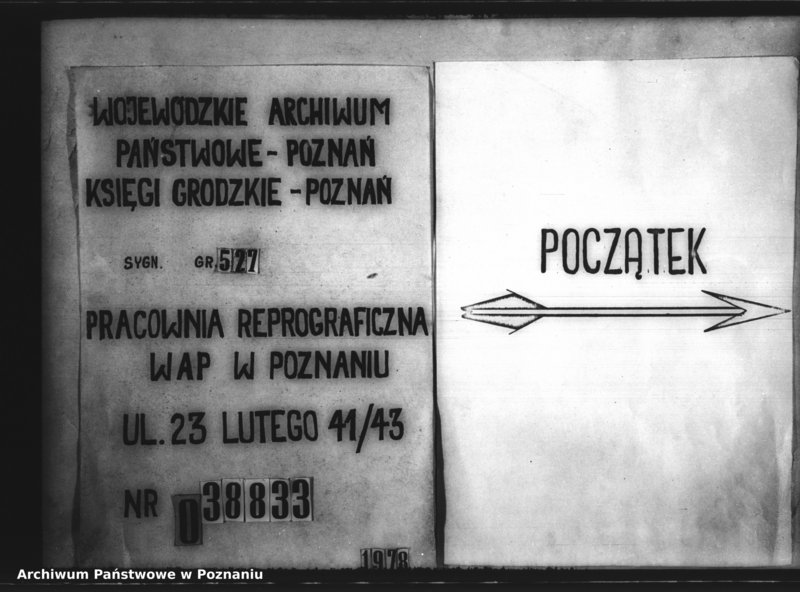 WOJEWÓDZKIE ARCHIWUM
PAŃSTWOWE - POZNAŃ
KSIĘGI GRODZKIE - POZNAŃ
SYGN. GR. 527
PRACOWNIA REPROGRAFICZNA
WAP W POZNANIU
UL. 23 LUTEGO 41/43
NR 038833
1978
POCZĄTEK
Archiwum Państwowe w Poznaniu